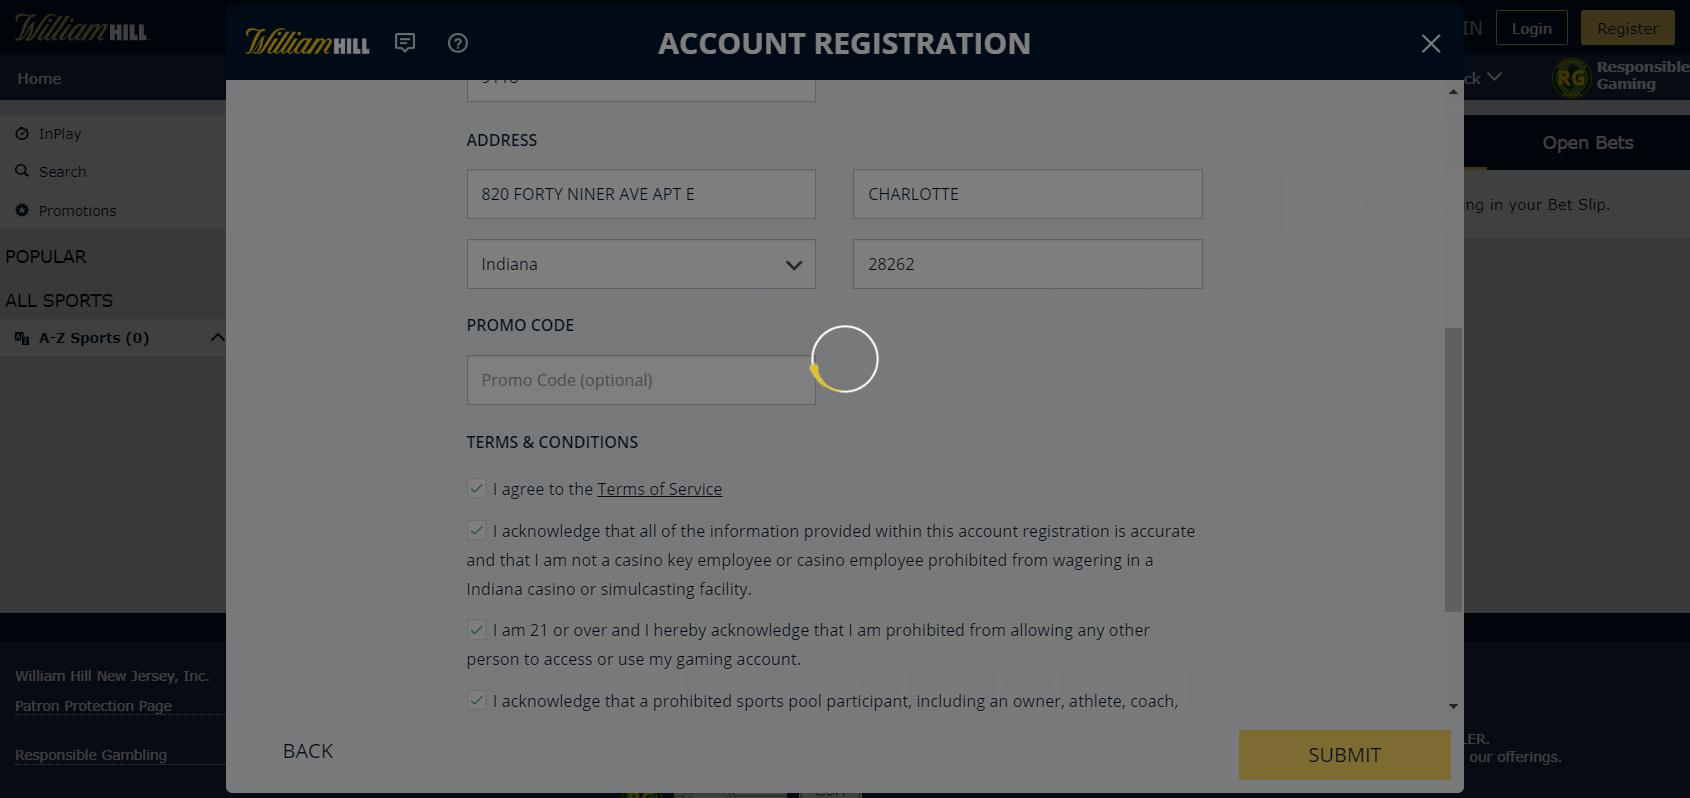 William HILL
William HILL
ACCOUNT REGISTRATION
IN
Login
Register
Home
ck
RG
Responsible
Gaming
InPlay
Search
Promotions
POPULAR
ALL SPORTS
A-Z Sports (0)
ADDRESS
820 FORTY NINER AVE APT E
CHARLOTTE
Indiana
28262
PROMO CODE
Promo Code (optional)
TERMS & CONDITIONS
I agree to the Terms of Service
I acknowledge that all of the information provided within this account registration is accurate
and that I am not a casino key employee or casino employee prohibited from wagering in a
Indiana casino or simulcasting facility.
I am 21 or over and I hereby acknowledge that I am prohibited from allowing any other
person to access or use my gaming account.
I acknowledge that a prohibited sports pool participant, including an owner, athlete, coach,
BACK
SUBMIT
Open Bets
ng in your Bet Slip.
William Hill New Jersey, Inc.
Patron Protection Page
Responsible Gambling
LER.
our offerings.